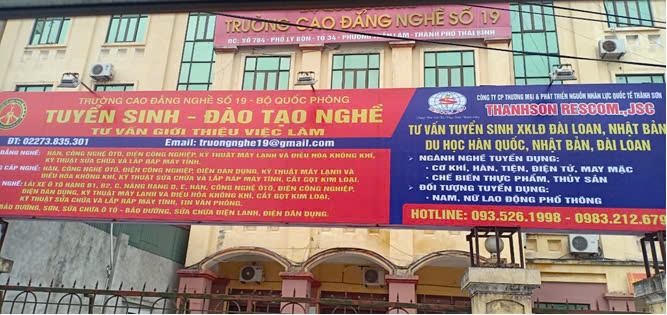 TRƯỜNG CAO ĐẲNG NGHỀ SỐ 19
ĐC: SỐ 784 - PHỐ LÝ BÔN - TỔ 34 - PHƯỜNG TIỀN PHONG - THÀNH PHỐ THÁI BÌNH
TRƯỜNG CAO ĐẲNG NGHỀ SỐ 19 - BỘ QUỐC PHÒNG
TUYỂN SINH - ĐÀO TẠO NGHỀ
TƯ VẤN GIỚI THIỆU VIỆC LÀM
ĐT: 02273.835.301 Email: truongnghe19@gmail.com
ĐẲNG NGHỀ: HÀN, CÔNG NGHỆ ÔTÔ, ĐIỆN CÔNG NGHIỆP, KỸ THUẬT MÁY LẠNH VÀ ĐIỀU HÒA KHÔNG KHÍ,
KỸ THUẬT SỬA CHỮA VÀ LẮP RÁP MÁY TÍNH.
CẤP NGHỀ: HÀN, CÔNG NGHỆ ÔTÔ, ĐIỆN CÔNG NGHIỆP, ĐIỆN DÂN DỤNG, KỸ THUẬT MÁY LẠNH
VÀ ĐIỀU HÒA KHÔNG KHÍ, KỸ THUẬT SỬA CHỮA VÀ LẮP RÁP MÁY TÍNH, CẮT GỌT KIM LOẠI.
NGHỀ: LÁI XE Ô TÔ HẠNG B1, B2, C, NÂNG HẠNG D, E, HÀN, CÔNG NGHỆ ÔTÔ, ĐIỆN CÔNG NGHIỆP,
ĐIỆN DÂN DỤNG, KỸ THUẬT MÁY LẠNH VÀ ĐIỀU HÒA KHÔNG KHÍ, CẮT GỌT KIM LOẠI,
KỸ THUẬT SỬA CHỮA VÀ LẮP RÁP MÁY TÍNH, TIN VĂN PHÒNG.
BẢO DƯỠNG, SƠN, SỬA CHỮA Ô TÔ - BẢO DƯỠNG, SỬA CHỮA ĐIỆN LẠNH, ĐIỆN DÂN DỤNG.
CÔNG TY CP THƯƠNG MẠI & PHÁT TRIỂN NGUỒN NHÂN LỰC QUỐC TẾ THÀNH SƠN
THANHSON RESCOM.,JSC
TƯ VẤN TUYỂN SINH XKLĐ ĐÀI LOAN, NHẬT BẢN,
DU HỌC HÀN QUỐC, NHẬT BẢN, ĐÀI LOAN
NGÀNH NGHỀ TUYỂN DỤNG:
- CƠ KHÍ, HÀN, TIỆN, ĐIỆN TỬ, MAY MẶC
- CHẾ BIẾN THỰC PHẨM, THỦY SẢN
ĐỐI TƯỢNG TUYỂN DỤNG:
- NAM, NỮ LAO ĐỘNG PHỔ THÔNG
HOTLINE: 093.526.1998 - 0983.212.679